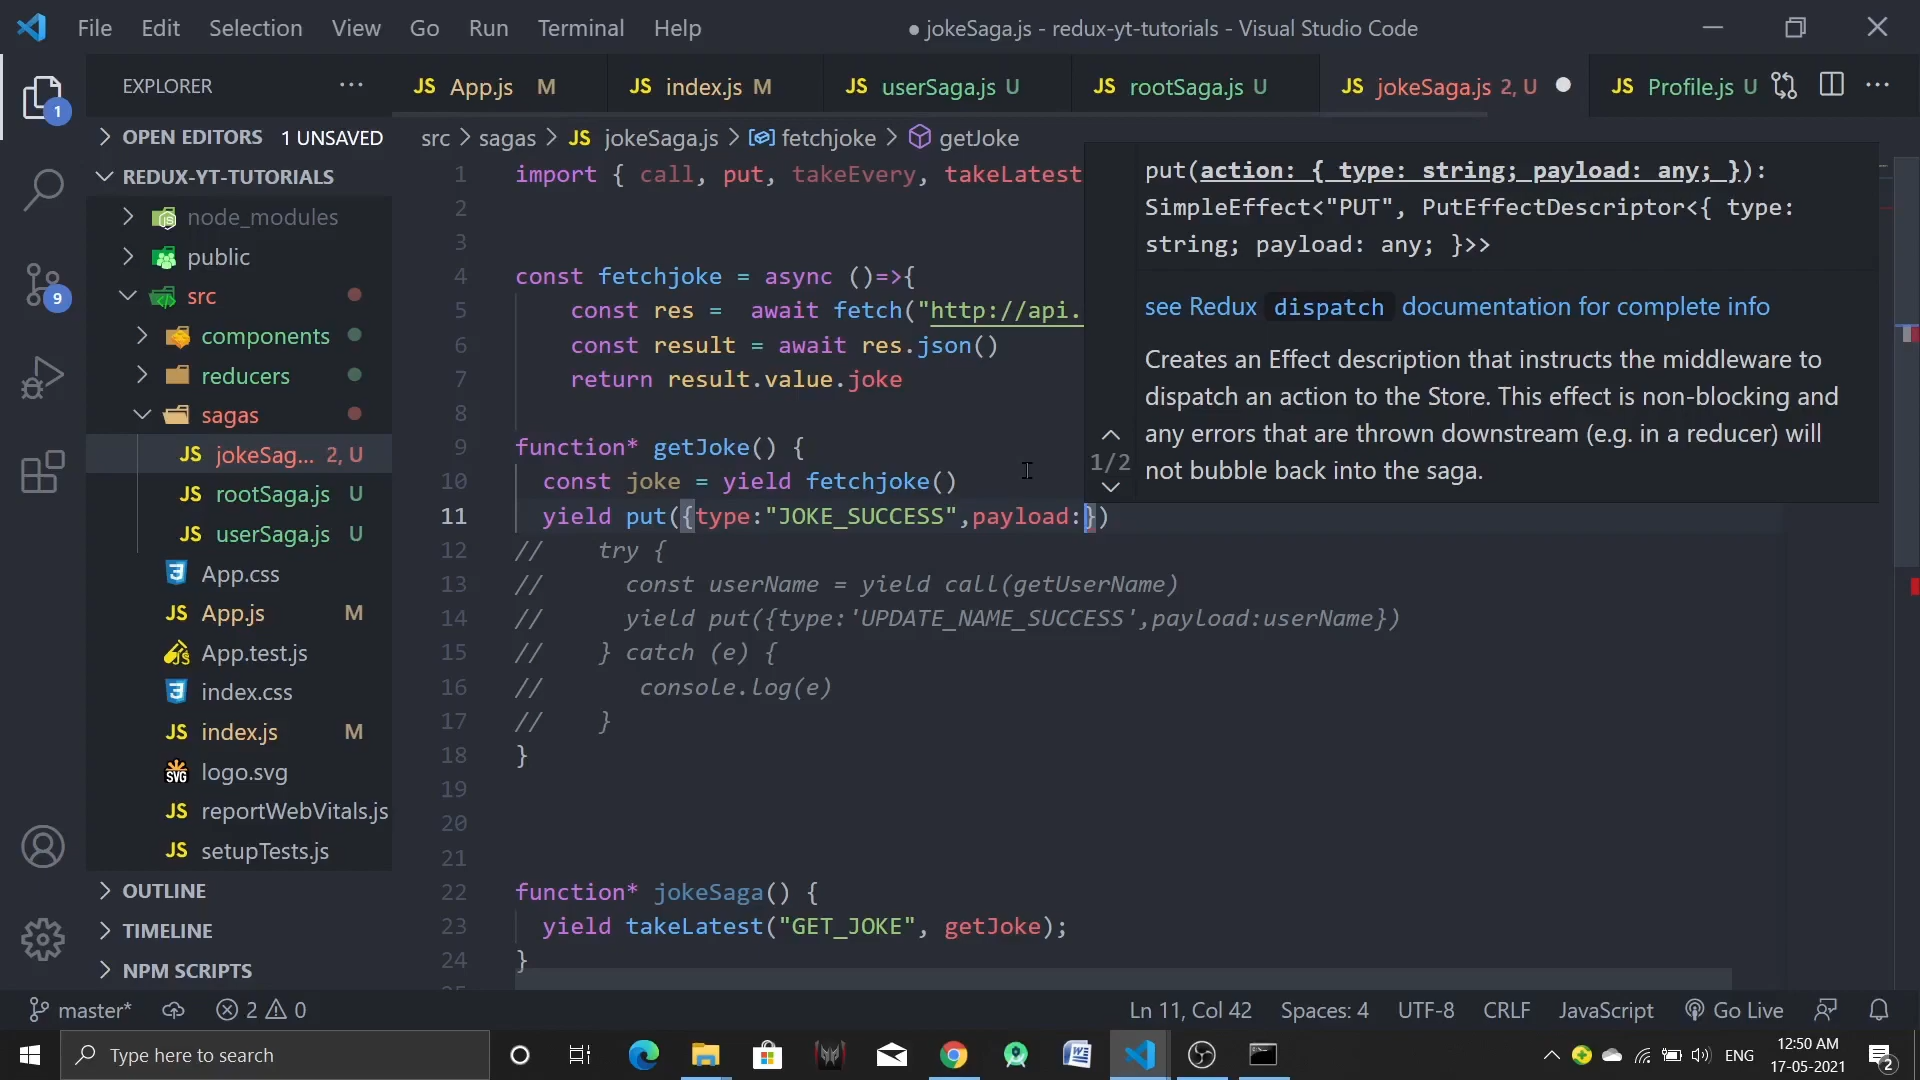 File Edit Selection View Go Run Terminal Help
● jokeSaga.js - redux-yt-tutorials - Visual Studio Code
EXPLORER ···
JS App.js M
JS index.js M
JS userSaga.js U
JS rootSaga.js U
JS jokeSaga.js 2, U
JS Profile.js U
1
9
OPEN EDITORS 1 UNSAVED
REDUX-YT-TUTORIALS
node_modules
public
src
components
reducers
sagas
JS jokeSag... 2, U
JS rootSaga.js U
JS userSaga.js U
App.css
JS App.js M
App.test.js
index.css
JS index.js M
SVG logo.svg
JS reportWebVitals.js
JS setupTests.js
OUTLINE
TIMELINE
NPM SCRIPTS
src > sagas > JS jokeSaga.js > fetchjoke > getJoke
1 import { call, put, takeEvery, takeLatest
2
3
4 const fetchjoke = async ()=>{
5 const res =  await fetch("http://api.
6 const result = await res.json()
7 return result.value.joke
8
9 function* getJoke() {
10 const joke = yield fetchjoke()
11 yield put({type:"JOKE_SUCCESS",payload:})
12 //    try {
13 //      const userName = yield call(getUserName)
14 //      yield put({type:'UPDATE_NAME_SUCCESS',payload:userName})
15 //    } catch (e) {
16 //       console.log(e)
17 //    }
18 }
19
20
21
22 function* jokeSaga() {
23 yield takeLatest("GET_JOKE", getJoke);
24 }
put(action: { type: string; payload: any; }):
SimpleEffect<"PUT", PutEffectDescriptor<{ type:
string; payload: any; }>>
see Redux dispatch documentation for complete info
Creates an Effect description that instructs the middleware to
dispatch an action to the Store. This effect is non-blocking and
any errors that are thrown downstream (e.g. in a reducer) will
not bubble back into the saga.
1/2
master* 2 0
Ln 11, Col 42 Spaces: 4 UTF-8 CRLF JavaScript Go Live
Type here to search
ENG
12:50 AM
17-05-2021
2